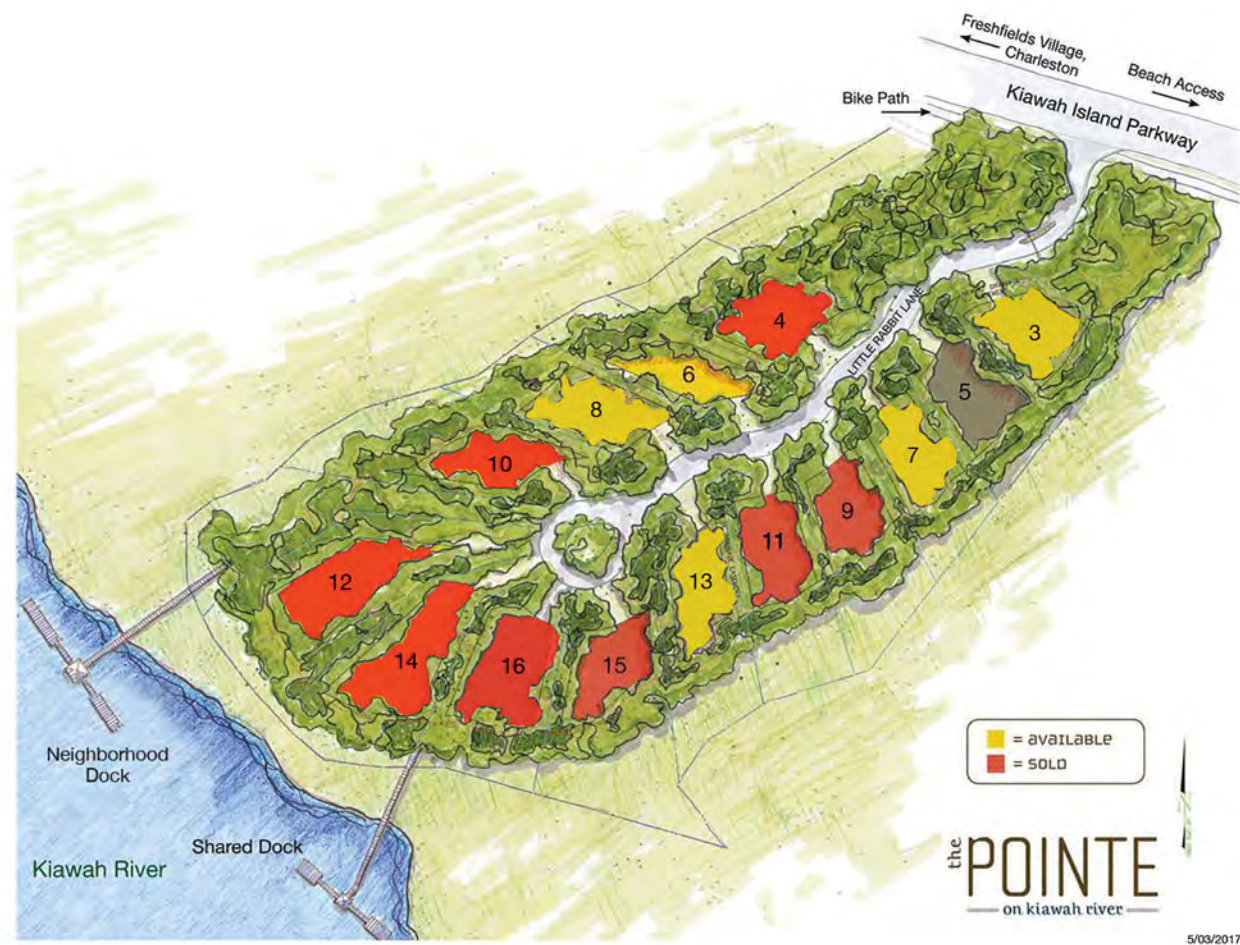 Freshfields Village,
Charleston
Beach Access
Bike Path
Kiawah Island Parkway
LITTLE RABBIT LANE
3
4
5
6
7
8
9
10
11
12
13
14
15
16
Neighborhood
Dock
Shared Dock
Kiawah River
= AVAILABLE
= SOLD
the
POINTE
on kiawah river
5/03/2017